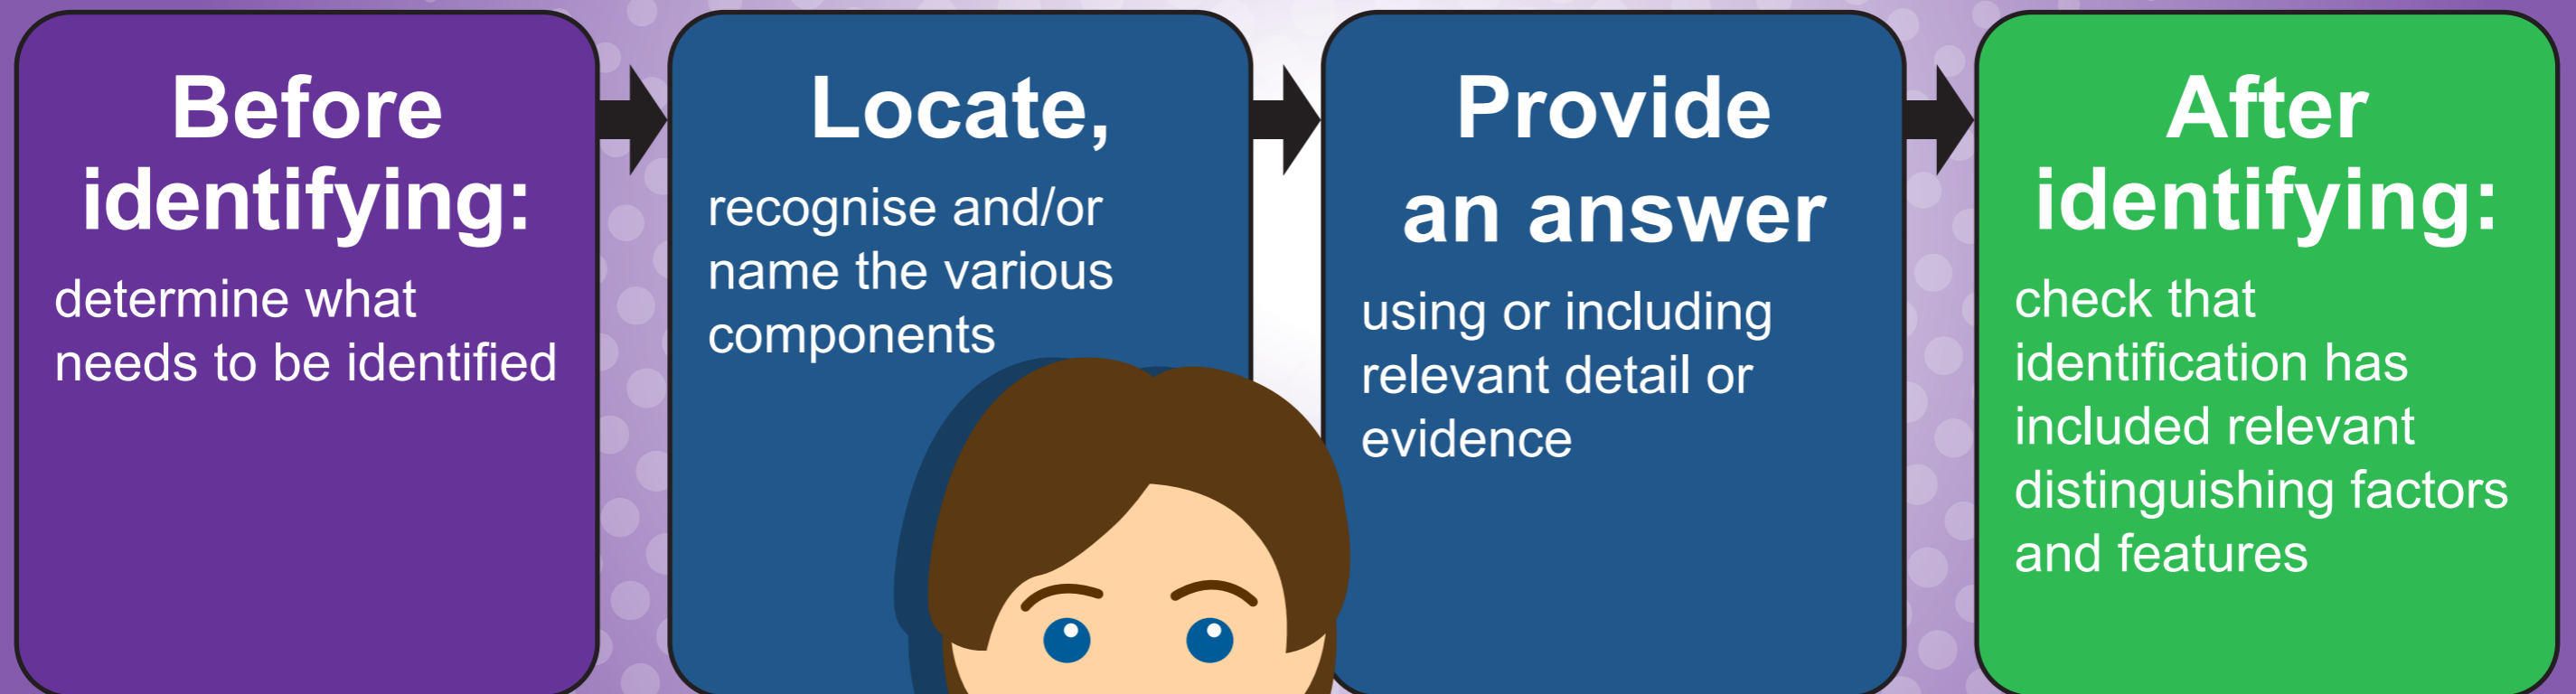 Before
identifying:
determine what
needs to be identified
Locate,
recognise and/or
name the various
components
Provide
an answer
using or including
relevant detail or
evidence
After
identifying:
check that
identification has
included relevant
distinguishing factors
and features